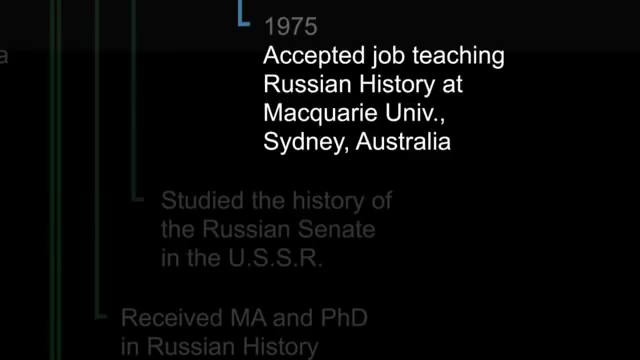 1975
Accepted job teaching
Russian History at
Macquarie Univ.,
Sydney, Australia
Studied the history of
the Russian Senate
in the U.S.S.R.
Received MA and PhD
in Russian History